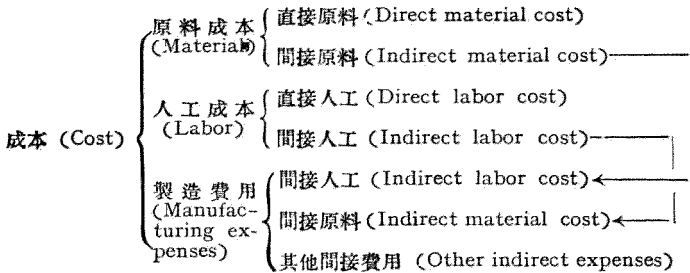 成本 (Cost)
原料成本
(Material)
直接原料 (Direct material cost)
間接原料 (Indirect material cost)
人工成本
(Labor)
直接人工 (Direct labor cost)
間接人工 (Indirect labor cost)
製造費用
(Manufac-
turing ex-
penses)
間接人工 (Indirect labor cost)
間接原料 (Indirect material cost)
其他間接費用 (Other indirect expenses)